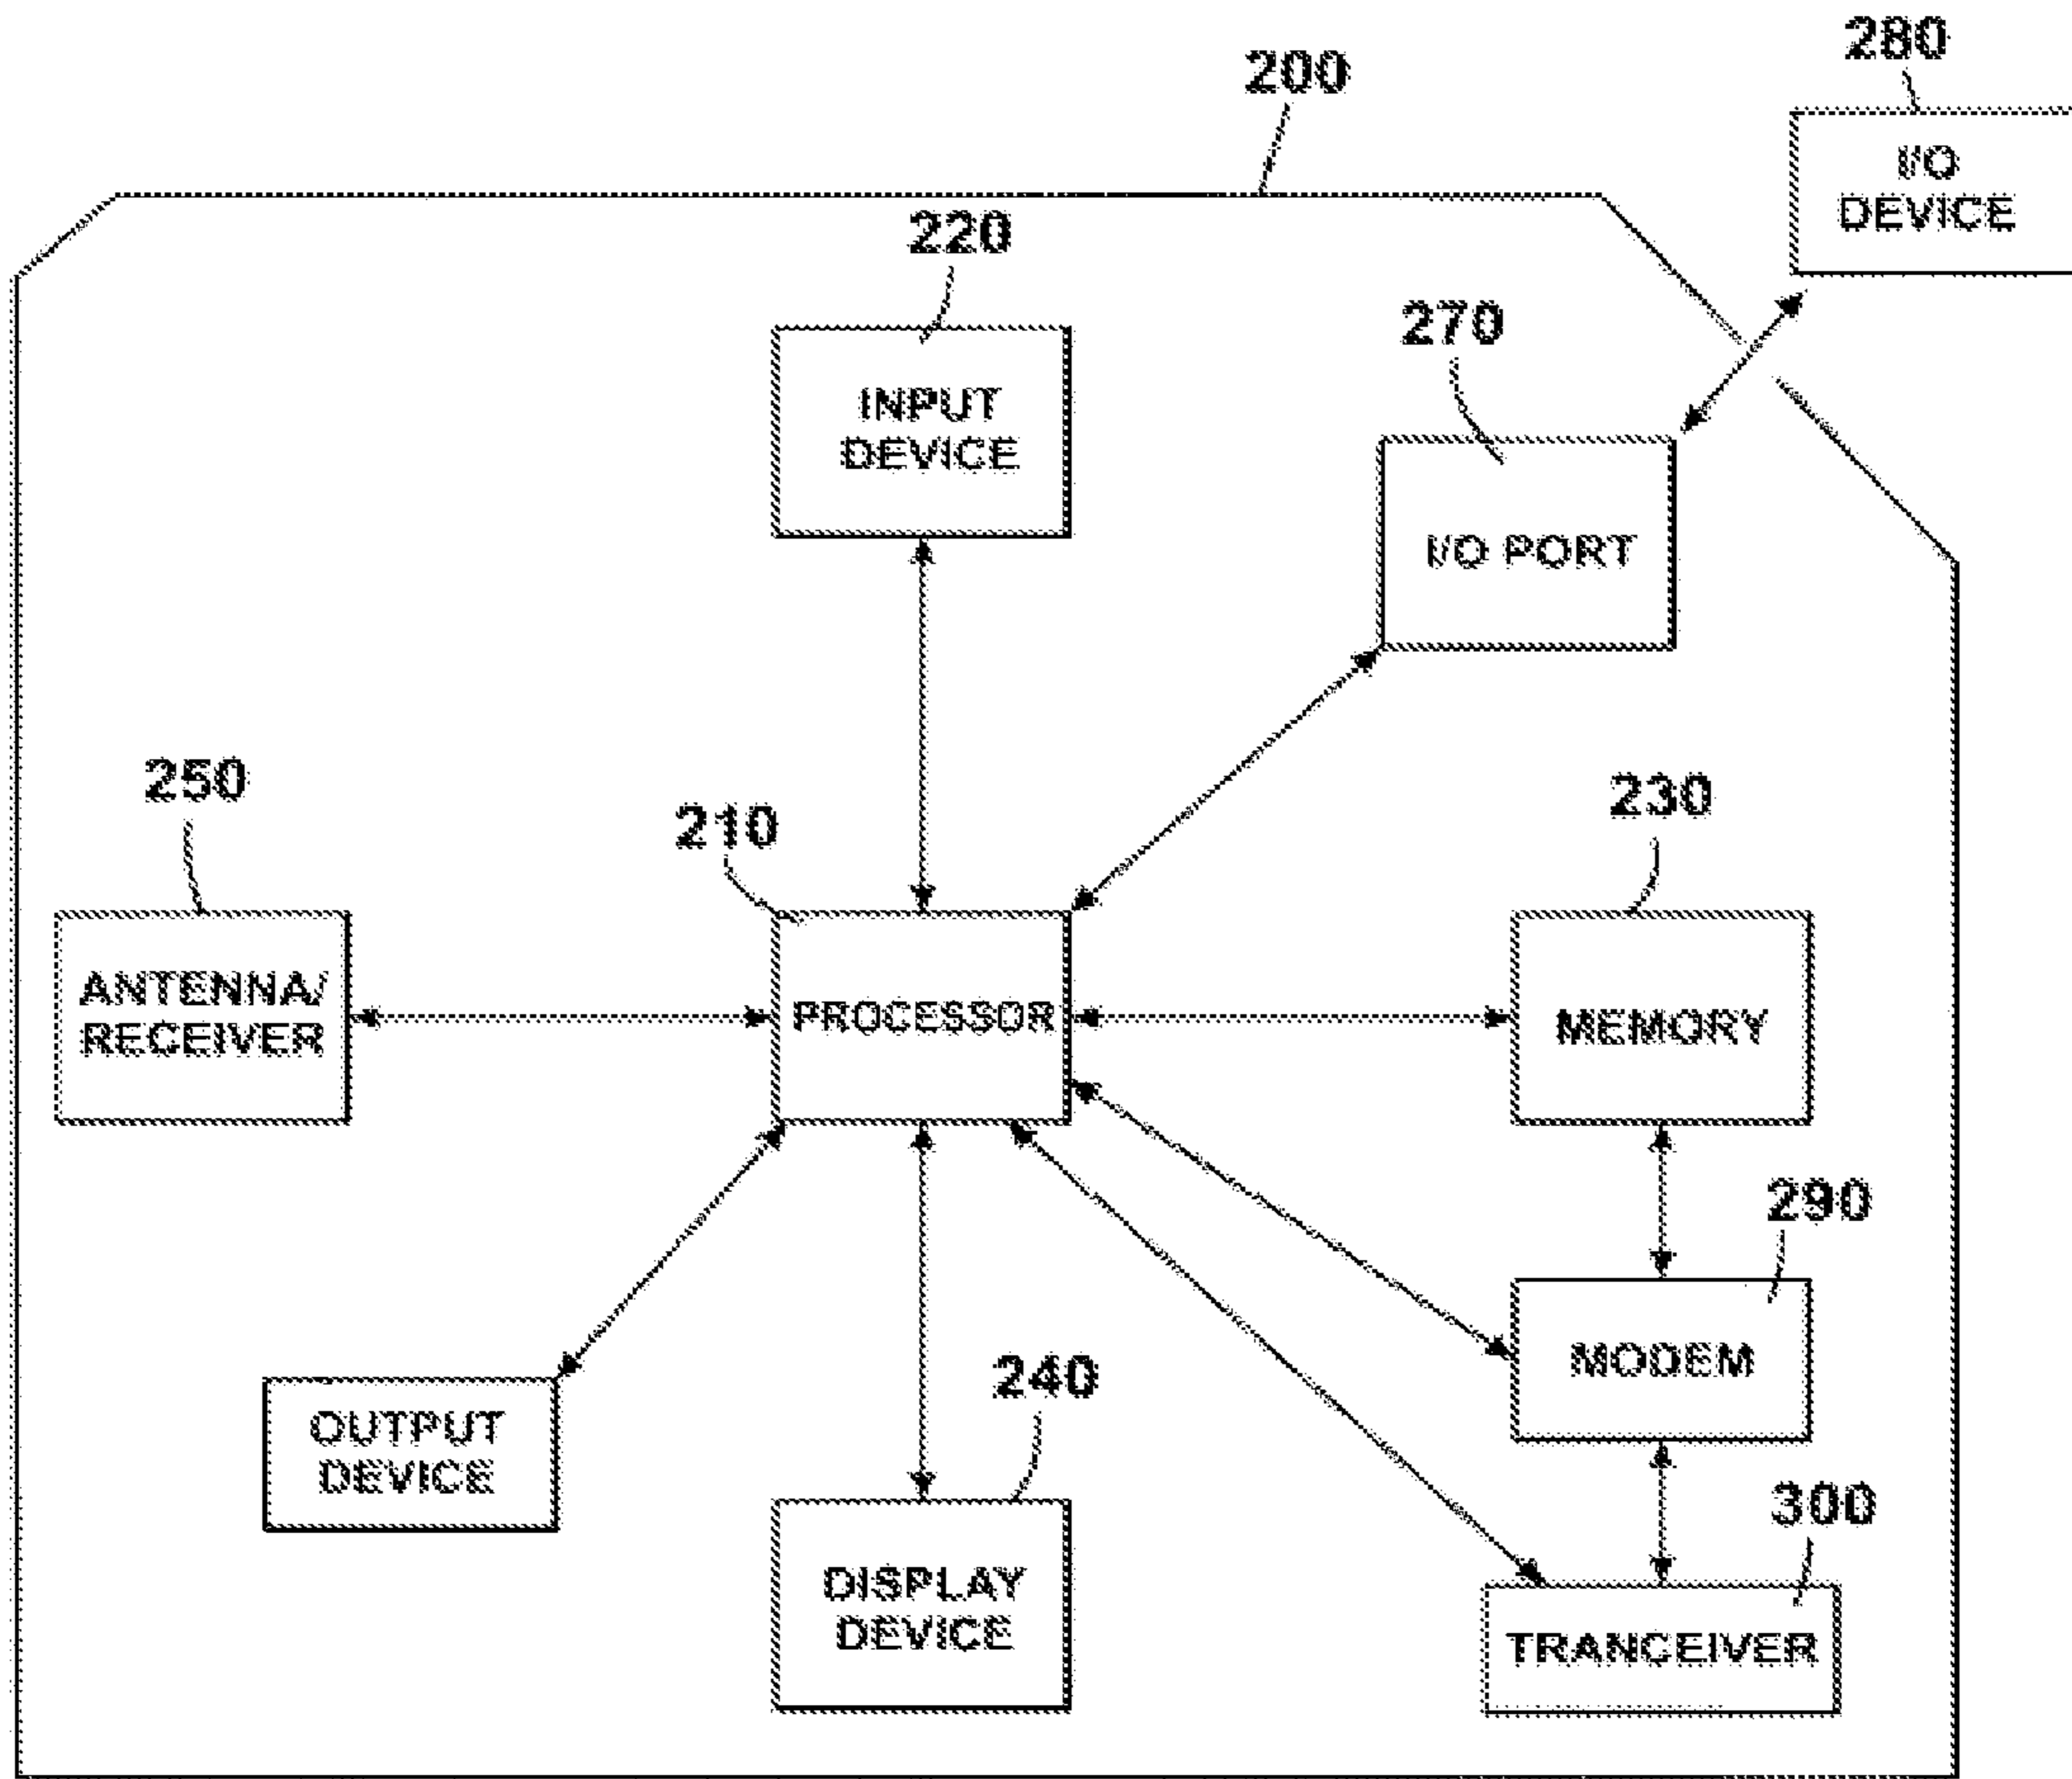 280
200
I/O
DEVICE
220
270
INPUT
DEVICE
I/O PORT
250
210
230
ANTENNA/
RECEIVER
PROCESSOR
MEMORY
290
MODEM
240
OUTPUT
DEVICE
300
DISPLAY
DEVICE
TRANCEIVER